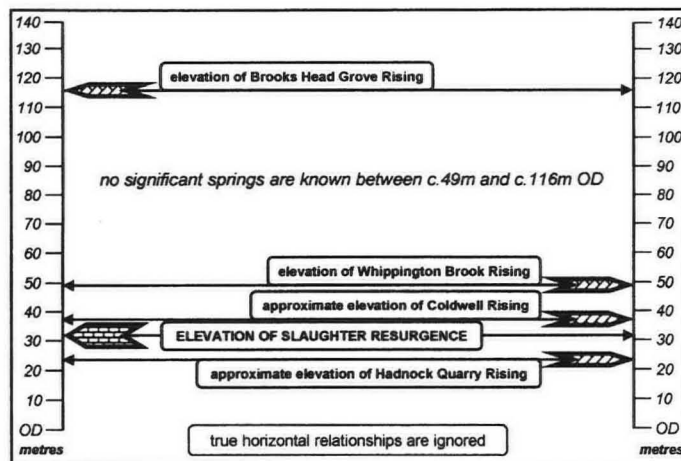 140 140
130 130
elevation of Brooks Head Grove Rising
120 120
110 110
100 100
90 90
no significant springs are known between c.49m and c.116m OD
80 80
70 70
60 60
elevation of Whippington Brook Rising
50 50
approximate elevation of Coldwell Rising
40 40
ELEVATION OF SLAUGHTER RESURGENCE
30 30
approximate elevation of Hadnock Quarry Rising
20 20
10 10
OD OD
true horizontal relationships are ignored
metres metres